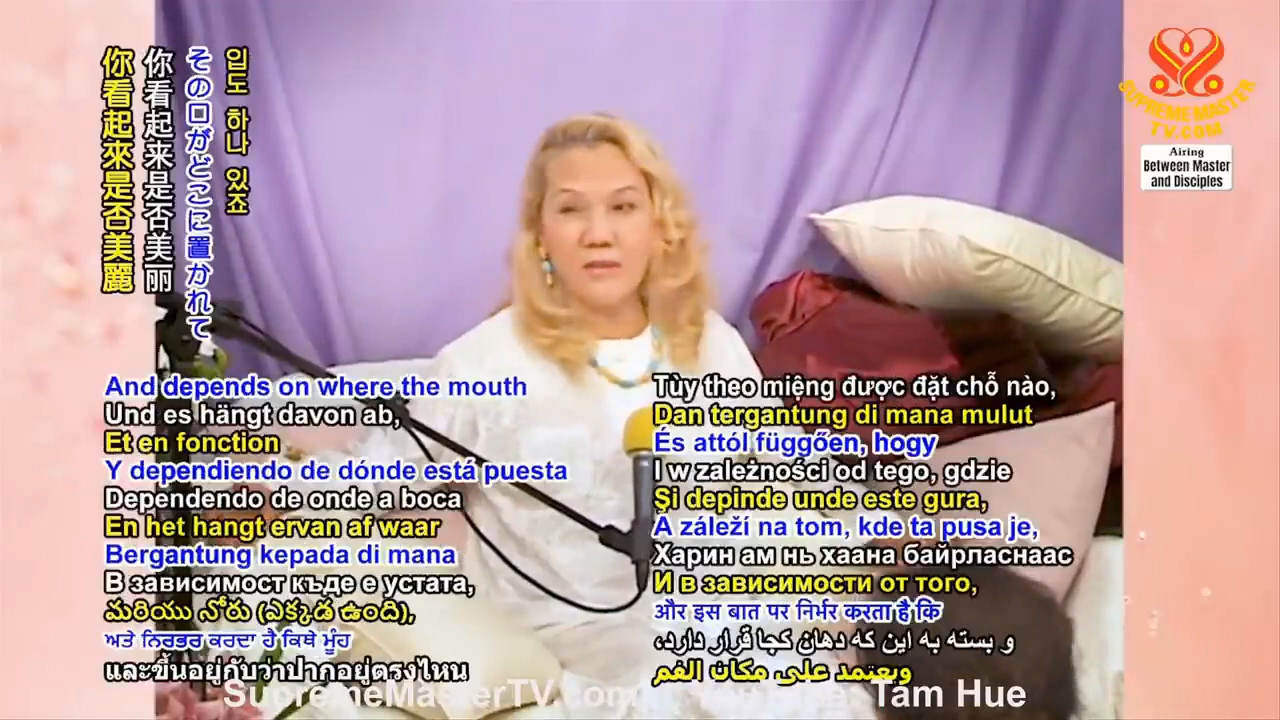 입도 하나 있죠
その口がどこに置かれて
你看起来是否美丽
你看起來是否美麗
SUPREME MASTER
TV.COM
Airing
Between Master
and Disciples
And depends on where the mouth
Und es hängt davon ab,
Et en fonction
Y dependiendo de dónde está puesta
Dependendo de onde a boca
En het hangt ervan af waar
Bergantung kepada di mana
В зависимост къде е устата,
మరియు నోరు (ఎక్కడ ఉంది),
ਅਤੇ ਨਿਰਭਰ ਕਰਦਾ ਹੈ ਕਿਥੇ ਮੂੰਹ
และขึ้นอยู่กับว่าปากอยู่ตรงไหน
Tùy theo miệng được đặt chỗ nào,
Dan tergantung di mana mulut
És attól függően, hogy
I w zależności od tego, gdzie
Şi depinde unde este gura,
A záleží na tom, kde ta pusa je,
Харин ам нь хаана байрласнаас
И в зависимости от того,
और इस बात पर निर्भर करता है कि
و بسته به این که دهان کجا قرار دارد،
ويعتمد على مكان الفم
SupremeMasterTV.com
Tam Hue